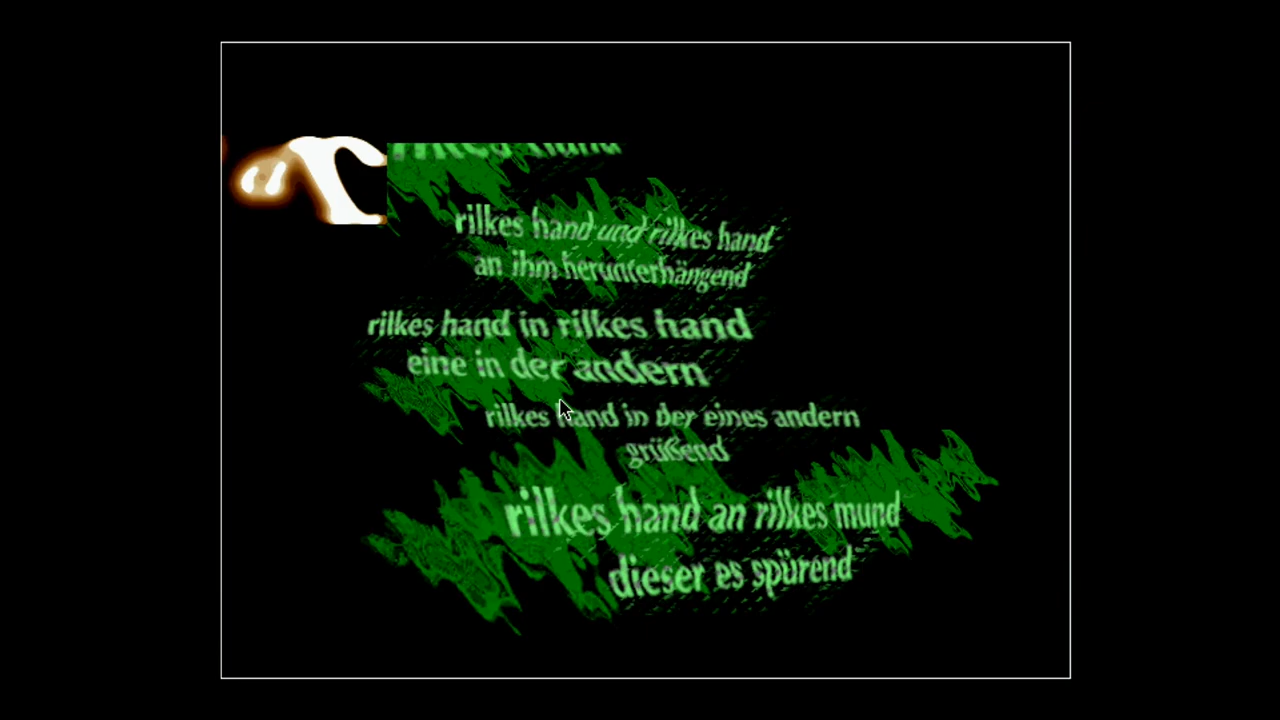 rilkes hand und rilkes hand
an ihm herunterhängend
rilkes hand in rilkes hand
eine in der andern
rilkes hand in der eines andern
grüßend
rilkes hand an rilkes mund
dieser es spürend